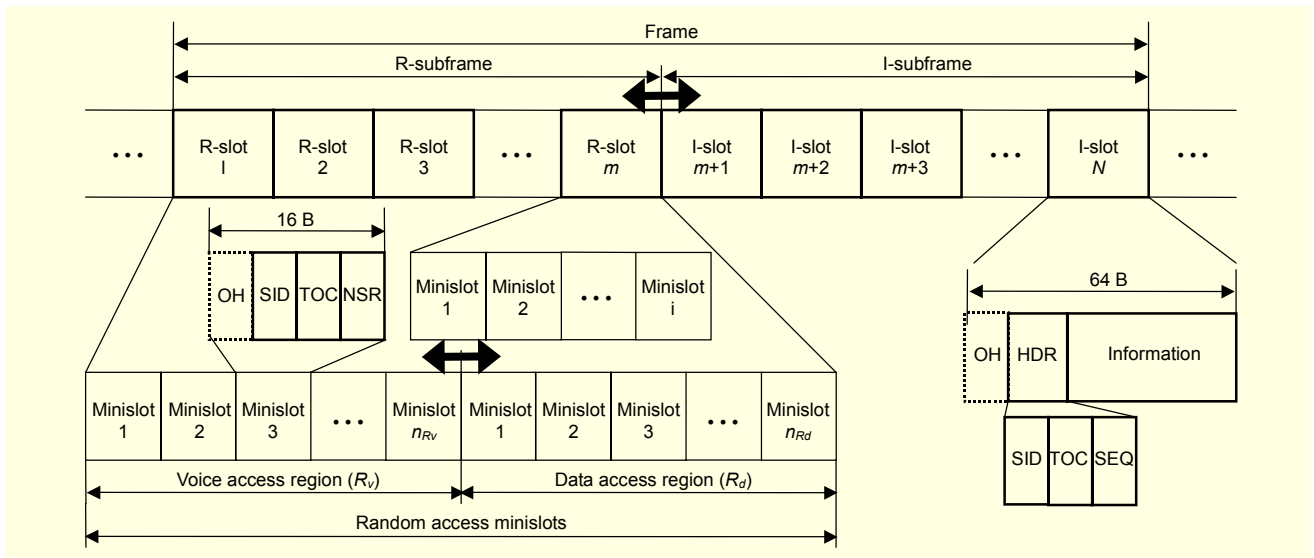 Frame
R-subframe
I-subframe
•••
R-slot
l
R-slot
2
R-slot
3
•••
R-slot
m
I-slot
m+1
I-slot
m+2
I-slot
m+3
•••
I-slot
N
•••
16 B
OH
SID
TOC
NSR
Minislot
1
Minislot
2
•••
Minislot
i
64 B
OH
HDR
Information
Minislot
1
Minislot
2
Minislot
3
•••
Minislot
nRv
Minislot
1
Minislot
2
Minislot
3
•••
Minislot
nRd
SID
TOC
SEQ
Voice access region (Rv)
Data access region (Rd)
Random access minislots